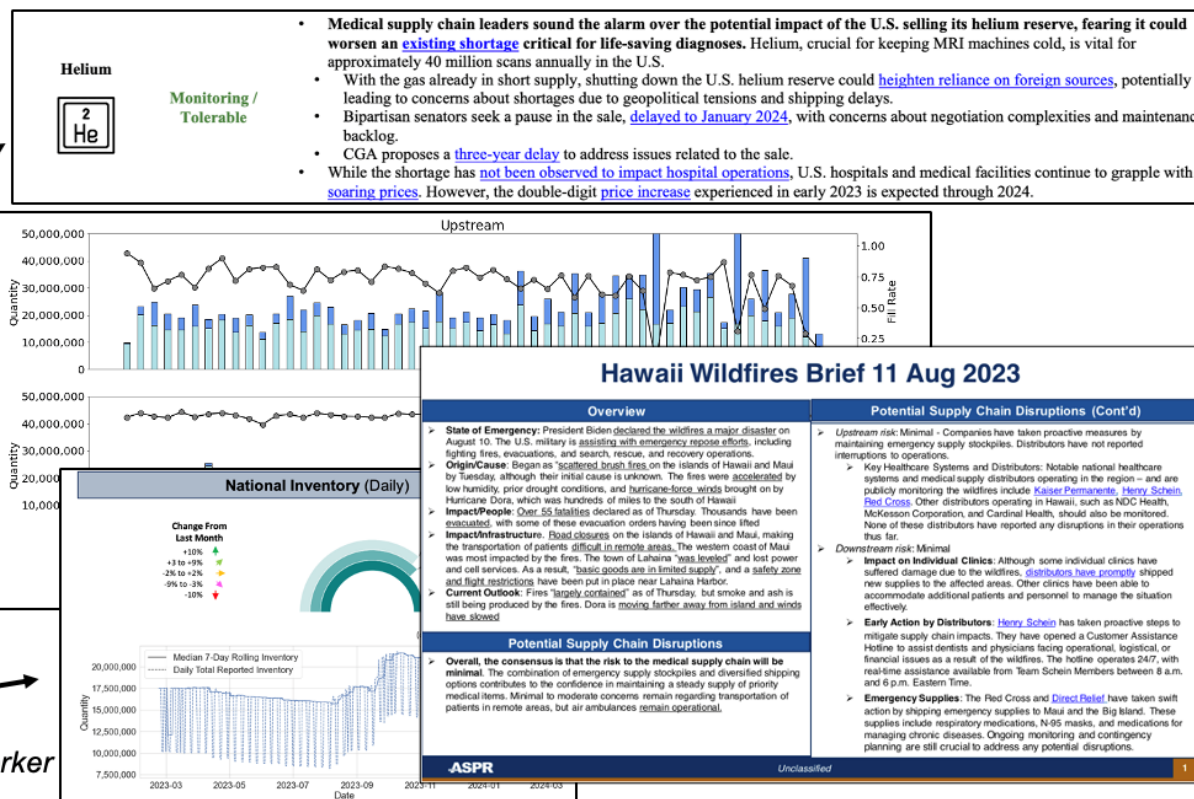 Medical supply chain leaders sound the alarm over the potential impact of the U.S. selling its helium reserve, fearing it could
worsen an existing shortage critical for life-saving diagnoses. Helium, crucial for keeping MRI machines cold, is vital for
approximately 40 million scans annually in the U.S.
Helium
2
He
Monitoring /
Tolerable
• With the gas already in short supply, shutting down the U.S. helium reserve could heighten reliance on foreign sources, potentially
leading to concerns about shortages due to geopolitical tensions and shipping delays.
• Bipartisan senators seek a pause in the sale, delayed to January 2024, with concerns about negotiation complexities and maintenanc
backlog.
• CGA proposes a three-year delay to address issues related to the sale.
• While the shortage has not been observed to impact hospital operations, U.S. hospitals and medical facilities continue to grapple with
soaring prices. However, the double-digit price increase experienced in early 2023 is expected through 2024.
Upstream
Quantity
50,000,000
40,000,000
30,000,000
20,000,000
10,000,000
0
1.00
0.75
0.50
0.25
Fill Rate
Quantity
50,000,000
40,000,000
30,000,000
20,000,000
10,000
National Inventory (Daily)
Change From
Last Month
+10%
+3 to +9%
-2% to +2%
-9% to -3%
-10%
Median 7-Day Rolling Inventory
Daily Total Reported Inventory
Quantity
20,000,000
17,500,000
15,000,000
12,500,000
10,000,000
7,500,000
2023-03 2023-05 2023-07 2023-09 2023-11 2024-01 2024-03
Date
rker
Hawaii Wildfires Brief 11 Aug 2023
Overview
➢ State of Emergency: President Biden declared the wildfires a major disaster on
August 10. The U.S. military is assisting with emergency repose efforts, including
fighting fires, evacuations, and search, rescue, and recovery operations.
➢ Origin/Cause: Began as "scattered brush fires on the islands of Hawaii and Maui
by Tuesday, although their initial cause is unknown. The fires were accelerated by
low humidity, prior drought conditions, and hurricane-force winds brought on by
Hurricane Dora, which was hundreds of miles to the south of Hawaii
➢ Impact/People: Over 55 fatalities declared as of Thursday. Thousands have been
evacuated, with some of these evacuation orders having been since lifted
➢ Impact/Infrastructure. Road closures on the islands of Hawaii and Maui, making
the transportation of patients difficult in remote areas. The western coast of Maui
was most impacted by the fires. The town of Lahaina "was leveled" and lost power
and cell services. As a result, "basic goods are in limited supply", and a safety zone
and flight restrictions have been put in place near Lahaina Harbor.
➢ Current Outlook: Fires "largely contained" as of Thursday, but smoke and ash is
still being produced by the fires. Dora is moving farther away from island and winds
have slowed
Potential Supply Chain Disruptions
➢ Overall, the consensus is that the risk to the medical supply chain will be
minimal. The combination of emergency supply stockpiles and diversified shipping
options contributes to the confidence in maintaining a steady supply of priority
medical items. Minimal to moderate concerns remain regarding transportation of
patients in remote areas, but air ambulances remain operational.
Potential Supply Chain Disruptions (Cont'd)
➢ Upstream risk: Minimal - Companies have taken proactive measures by
maintaining emergency supply stockpiles. Distributors have not reported
interruptions to operations.
➢ Key Healthcare Systems and Distributors: Notable national healthcare
systems and medical supply distributors operating in the region – and are
publicly monitoring the wildfires include Kaiser Permanente, Henry Schein,
Red Cross. Other distributors operating in Hawaii, such as NDC Health,
McKesson Corporation, and Cardinal Health, should also be monitored.
None of these distributors have reported any disruptions in their operations
thus far.
➢ Downstream risk: Minimal
➢ Impact on Individual Clinics: Although some individual clinics have
suffered damage due to the wildfires, distributors have promptly shipped
new supplies to the affected areas. Other clinics have been able to
accommodate additional patients and personnel to manage the situation
effectively.
➢ Early Action by Distributors: Henry Schein has taken proactive steps to
mitigate supply chain impacts. They have opened a Customer Assistance
Hotline to assist dentists and physicians facing operational, logistical, or
financial issues as a result of the wildfires. The hotline operates 24/7, with
real-time assistance available from Team Schein Members between 8 a.m.
and 6 p.m. Eastern Time.
➢ Emergency Supplies: The Red Cross and Direct Relief have taken swift
action by shipping emergency supplies to Maui and the Big Island. These
supplies include respiratory medications, N-95 masks, and medications for
managing chronic diseases. Ongoing monitoring and contingency
planning are still crucial to address any potential disruptions.
ASPR
Unclassified
1